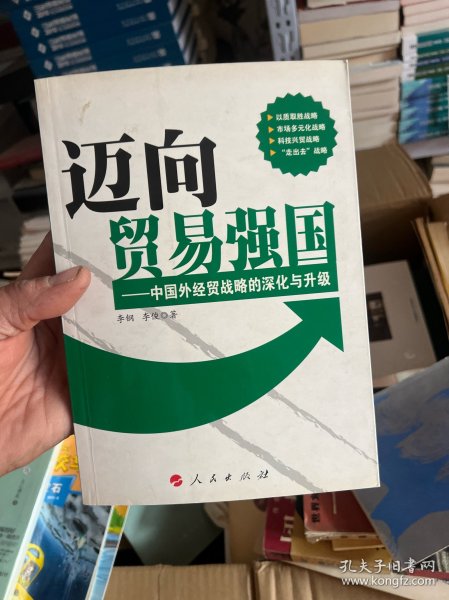 ▶ 以质取胜战略
▶ 市场多元化战略
▶ 科技兴贸战略
▶ “走出去”战略
迈向
贸易强国
——中国外经贸战略的深化与升级
李钢 李俊◎著
人民出版社
世界
孔夫子旧书网
www.kongfz.com